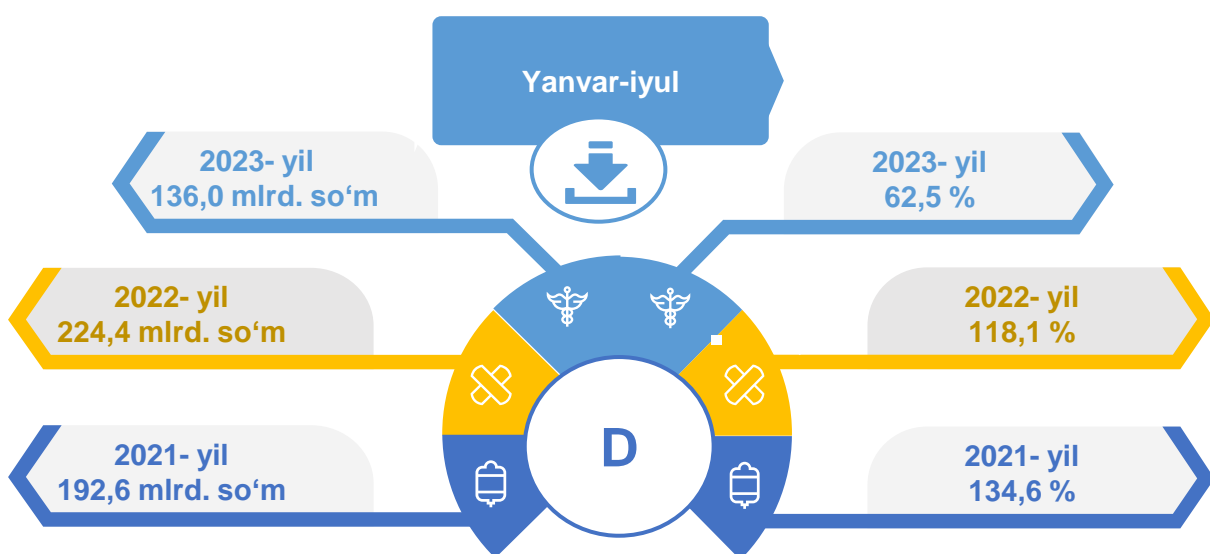 Yanvar-iyul
2023- yil
136,0 mlrd. so‘m
2023- yil
62,5 %
2022- yil
224,4 mlrd. so‘m
2022- yil
118,1 %
D
2021- yil
192,6 mlrd. so‘m
2021- yil
134,6 %